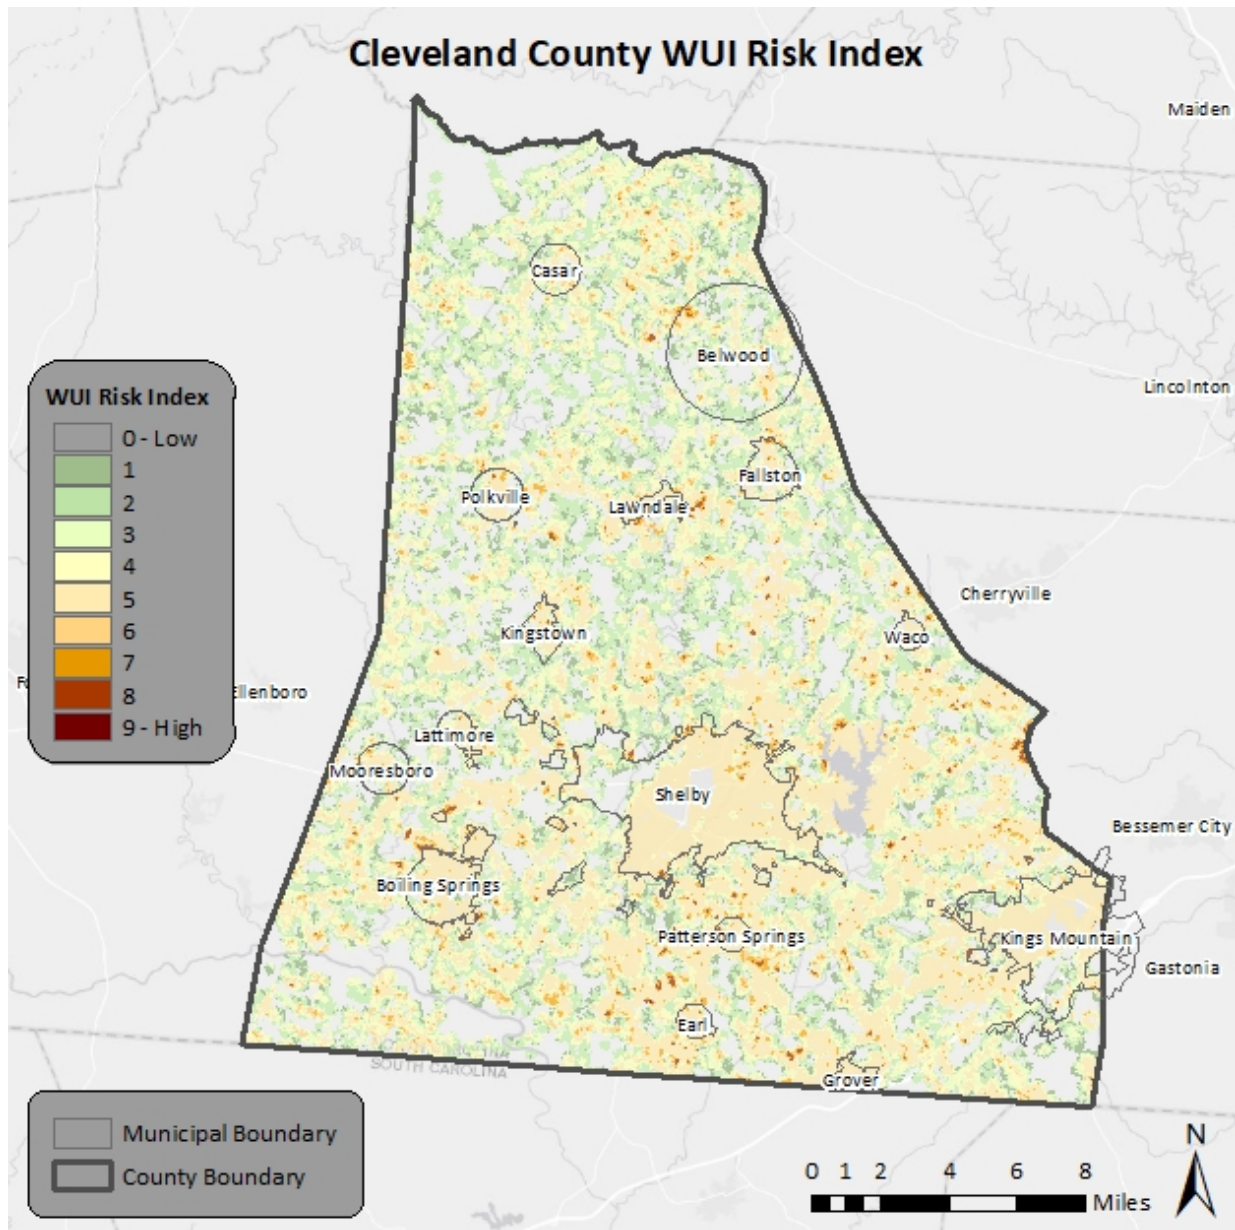 Cleveland County WUI Risk Index
Maiden
Casar
Belwood
Lincolnton
WUI Risk Index
0 - Low
1
2
3
4
5
6
7
8
9 - High
Fallston
Polkville
Lawndale
Cherryville
Kingstown
Waco
Ellenboro
Lattimore
Mooresboro
Shelby
Bessemer City
Boiling Springs
Patterson Springs
Kings Mountain
Gastonia
Earl
SOUTH CAROLINA
Grover
Municipal Boundary
County Boundary
N
0 1 2 4 6 8
Miles